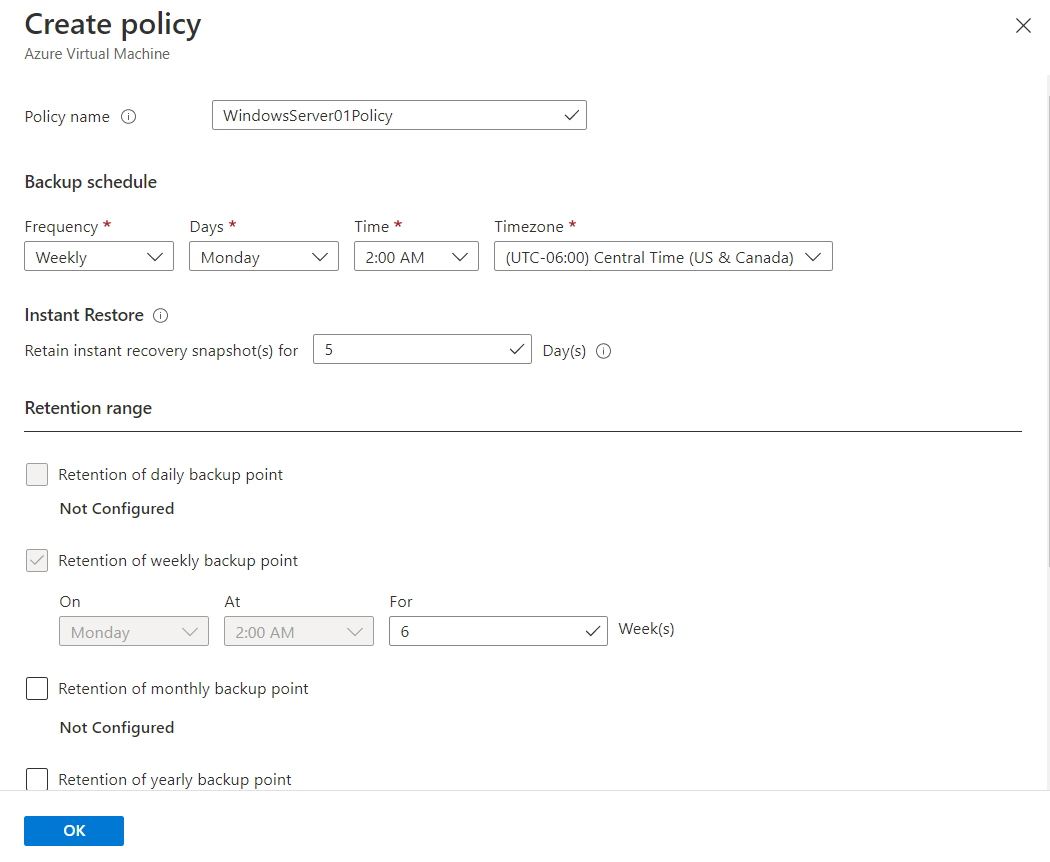 Create policy
Azure Virtual Machine
Policy name
WindowsServer01Policy
Backup schedule
Frequency * Days * Time * Timezone *
Weekly Monday 2:00 AM (UTC-06:00) Central Time (US & Canada)
Instant Restore
Retain instant recovery snapshot(s) for 5 Day(s)
Retention range
Retention of daily backup point
Not Configured
Retention of weekly backup point
On At For
Monday 2:00 AM 6 Week(s)
Retention of monthly backup point
Not Configured
Retention of yearly backup point
OK